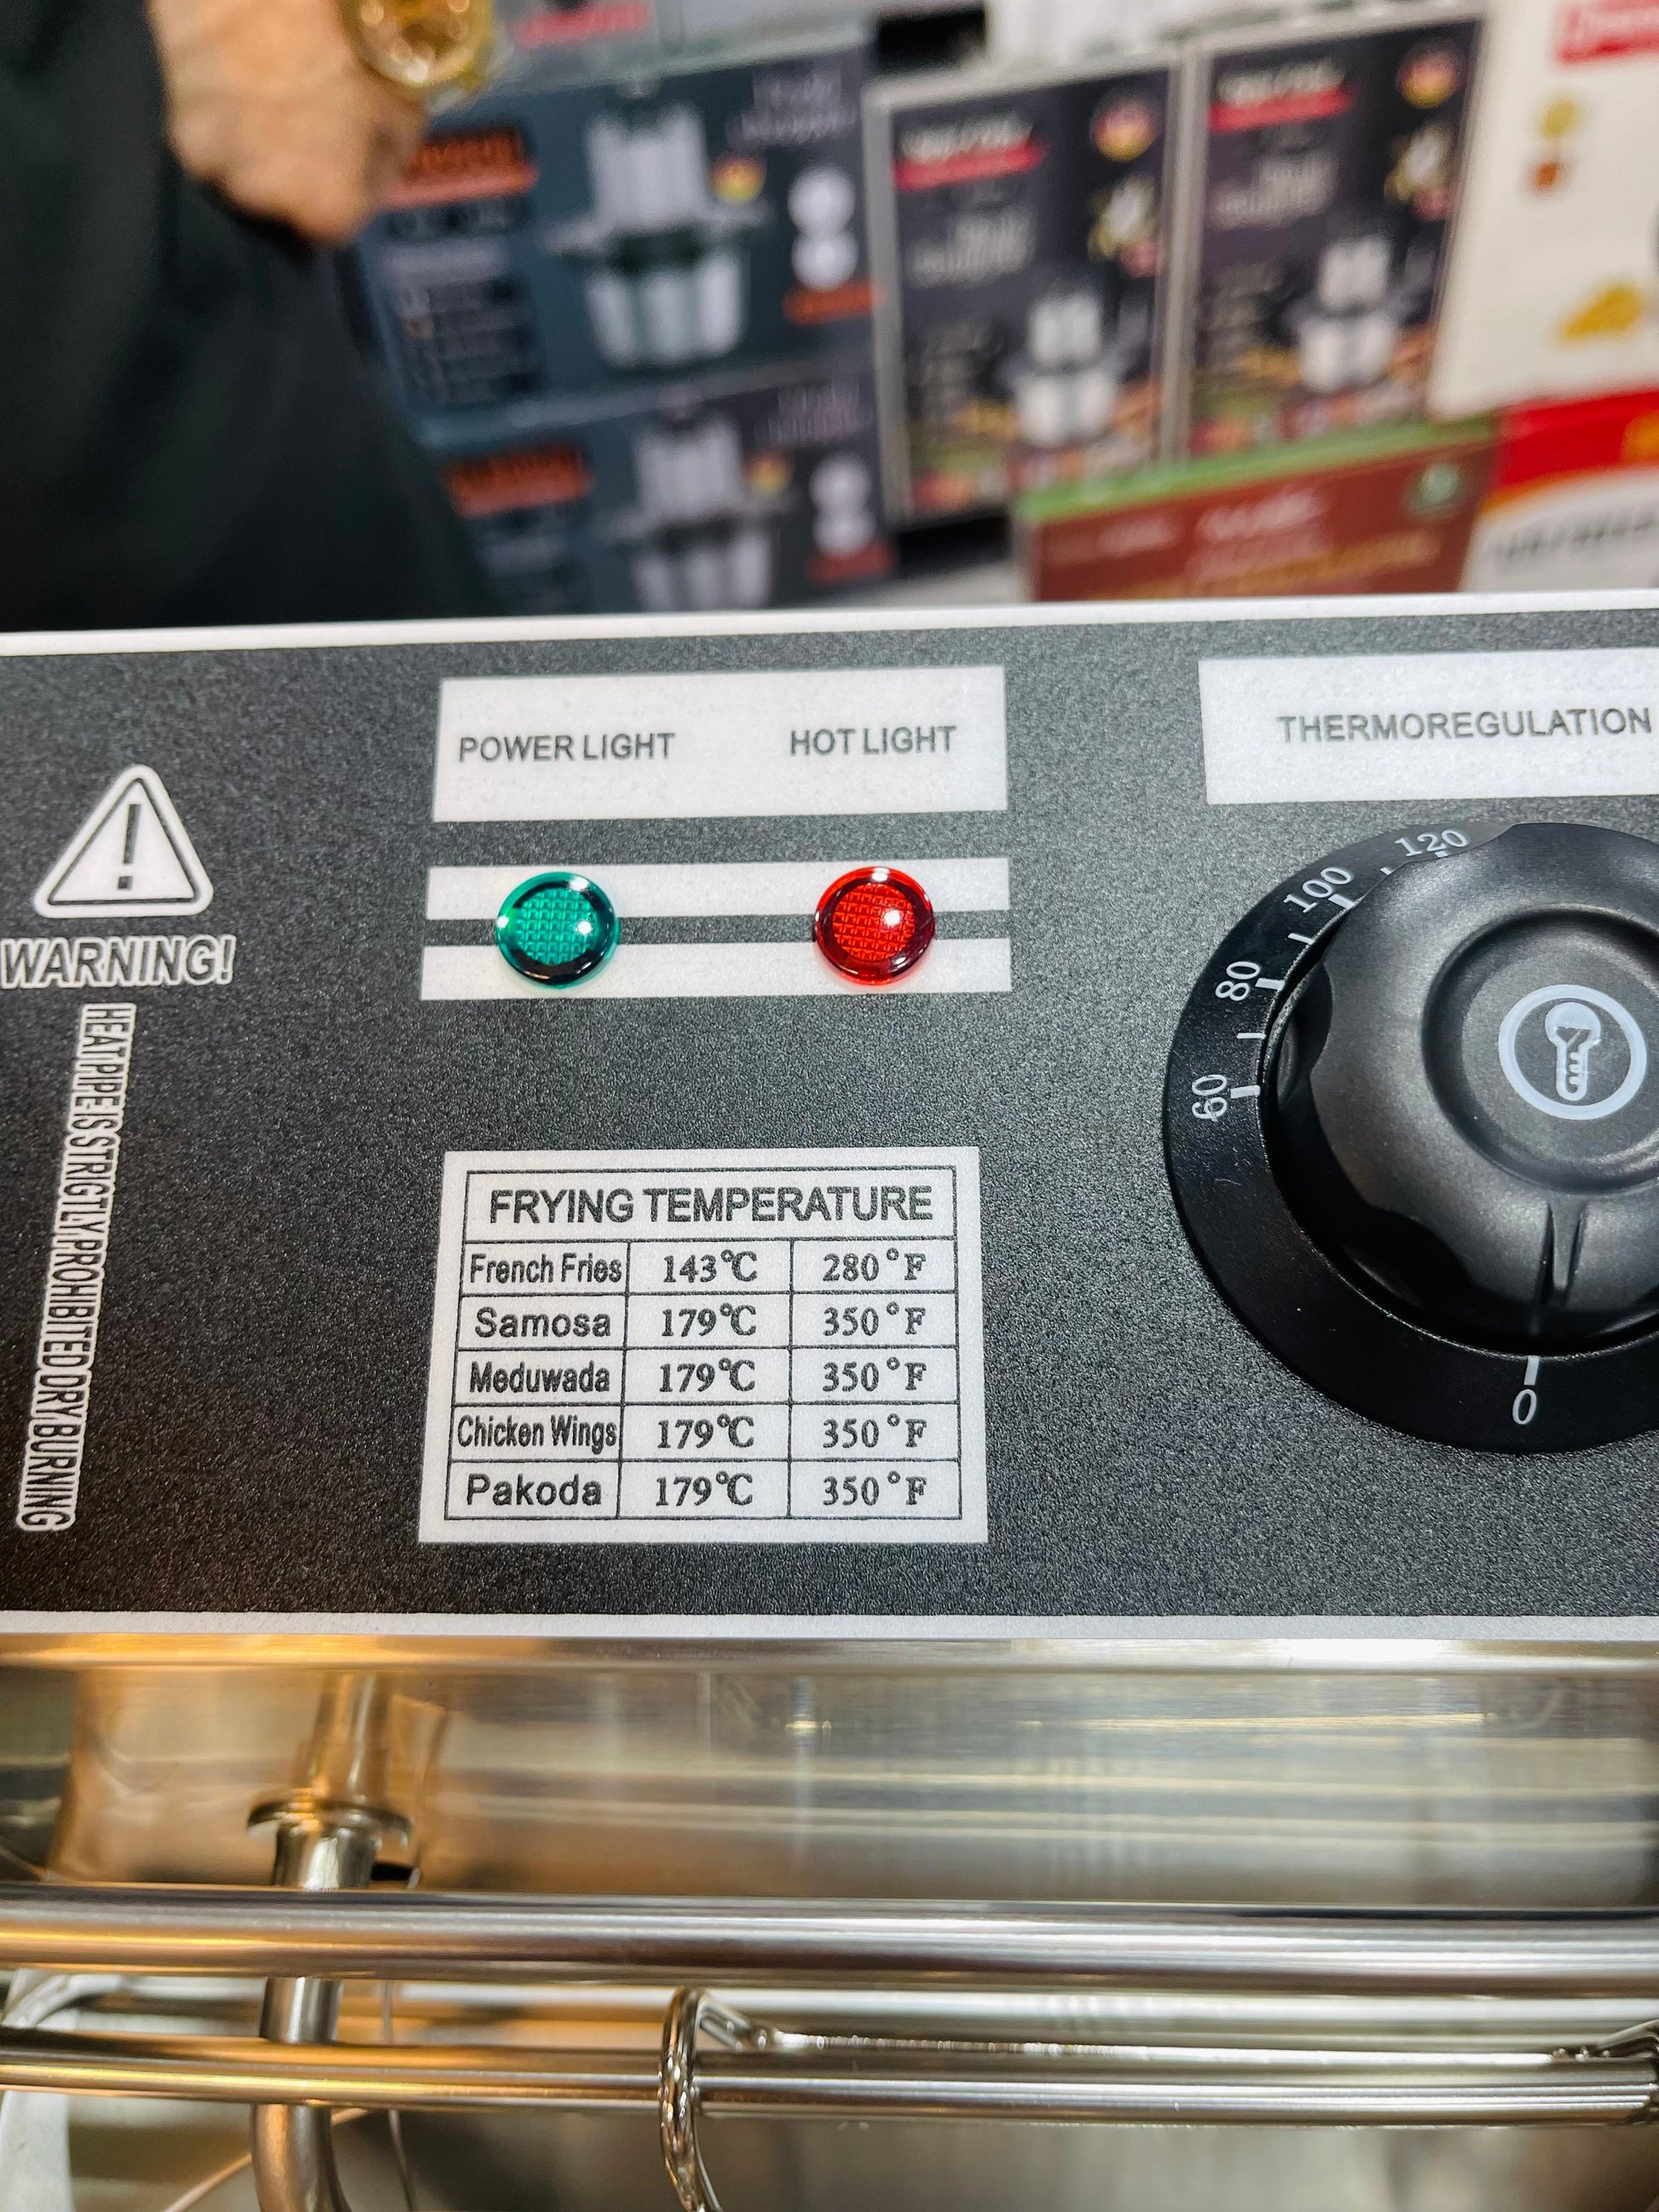 POWER LIGHT HOT LIGHT
THERMOREGULATION
WARNING!
HEAT PIPE IS STRIGTLY PROHIBITED DRY BURNING
120
100
80
60
0
FRYING TEMPERATURE
French Fries 143℃ 280°F
Samosa 179℃ 350°F
Meduwada 179℃ 350°F
Chicken Wings 179℃ 350°F
Pakoda 179℃ 350°F